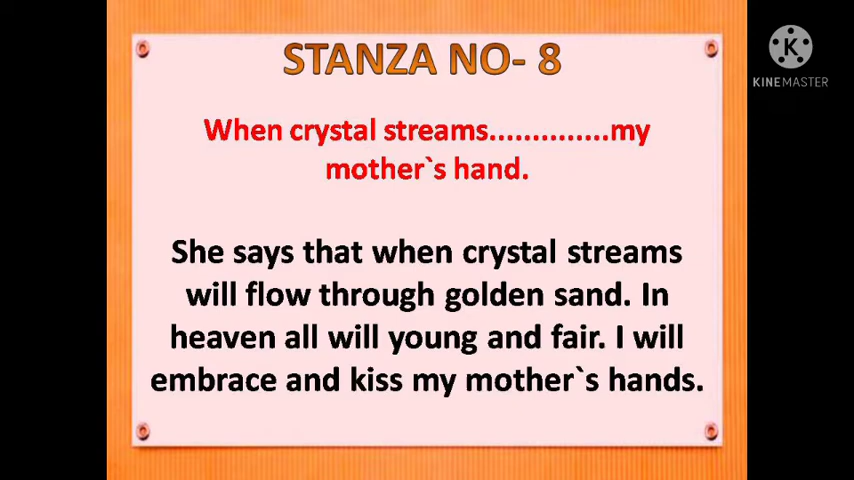 STANZA NO- 8
When crystal streams..............my
mother`s hand.
She says that when crystal streams
will flow through golden sand. In
heaven all will young and fair. I will
embrace and kiss my mother`s hands.
K
KINEMASTER